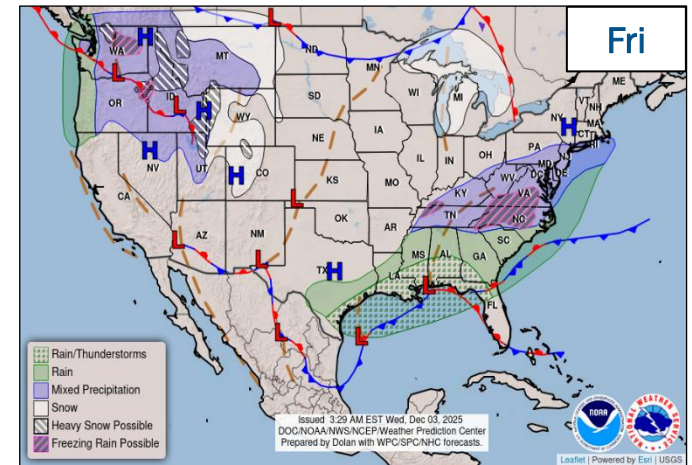 Fri
WA
MT
ND
MN
ME
OR
ID
SD
WI
MI
VT
NH
NY
MA
CT
RI
WY
IA
NE
PA
NJ
NV
UT
CO
IL
IN
OH
MD
DE
DC
WV
VA
KS
MO
KY
CA
AZ
NM
OK
AR
TN
NC
SC
TX
LA
MS
AL
GA
FL
H
H
H
H
H
H
L
L
L
L
L
L
L
L
L
L
Rain/Thunderstorms
Rain
Mixed Precipitation
Snow
Heavy Snow Possible
Freezing Rain Possible
Issued 3:29 AM EST Wed, Dec 03, 2025
DOC/NOAA/NWS/NCEP/Weather Prediction Center
Prepared by Dolan with WPC/SPC/NHC forecasts.
NOAA
NATIONAL WEATHER SERVICE
Leaflet | Powered by Esri | USGS